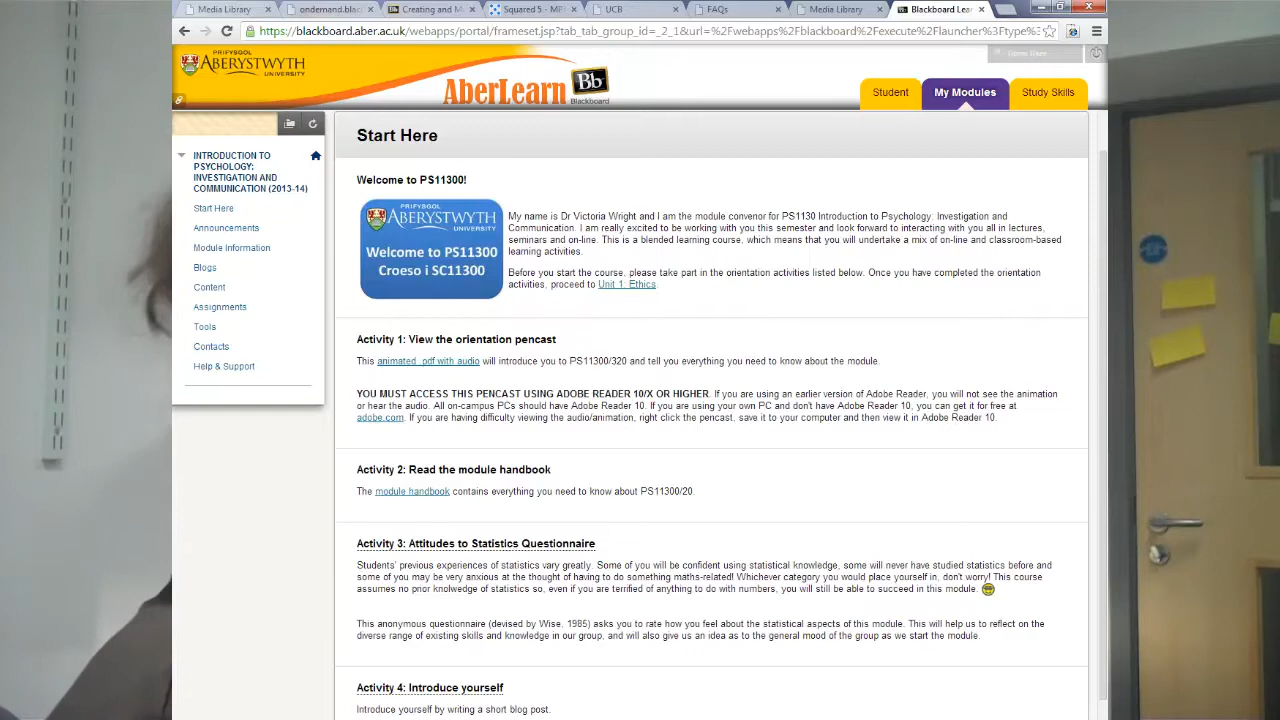 Media Library
ondemand.blac
Creating and M
Squared 5 - MPE
UCB
FAQs
Media Library
Blackboard Lear
https://blackboard.aber.ac.uk/webapps/portal/frameset.jsp?tab_tab_group_id=_2_1&url=%2Fwebapps%2Fblackboard%2Fexecute%2Flauncher%3Ftype
PRIFYSGOL
ABERYSTWYTH
UNIVERSITY
AberLearn
Bb
Blackboard
Student
My Modules
Study Skills
INTRODUCTION TO
PSYCHOLOGY:
INVESTIGATION AND
COMMUNICATION (2013-14)
Start Here
Announcements
Module Information
Blogs
Content
Assignments
Tools
Contacts
Help & Support
Start Here
Welcome to PS11300!
PRIFYSGOL
ABERYSTWYTH
UNIVERSITY
Welcome to PS11300
Croeso i SC11300
My name is Dr Victoria Wright and I am the module convenor for PS1130 Introduction to Psychology: Investigation and
Communication. I am really excited to be working with you this semester and look forward to interacting with you all in lectures,
seminars and on-line. This is a blended learning course, which means that you will undertake a mix of on-line and classroom-based
learning activities.
Before you start the course, please take part in the orientation activities listed below. Once you have completed the orientation
activities, proceed to Unit 1: Ethics.
Activity 1: View the orientation pencast
This animated pdf with audio will introduce you to PS11300/320 and tell you everything you need to know about the module.
YOU MUST ACCESS THIS PENCAST USING ADOBE READER 10/X OR HIGHER. If you are using an earlier version of Adobe Reader, you will not see the animation
or hear the audio. All on-campus PCs should have Adobe Reader 10. If you are using your own PC and don't have Adobe Reader 10, you can get it for free at
adobe.com. If you are having difficulty viewing the audio/animation, right click the pencast, save it to your computer and then view it in Adobe Reader 10.
Activity 2: Read the module handbook
The module handbook contains everything you need to know about PS11300/20.
Activity 3: Attitudes to Statistics Questionnaire
Students' previous experiences of statistics vary greatly. Some of you will be confident using statistical knowledge, some will never have studied statistics before and
some of you may be very anxious at the thought of having to do something maths-related! Whichever category you would place yourself in, don't worry! This course
assumes no prior knolwedge of statistics so, even if you are terrified of anything to do with numbers, you will still be able to succeed in this module.
This anonymous questionnaire (devised by Wise, 1985) asks you to rate how you feel about the statistical aspects of this module. This will help us to reflect on the
diverse range of existing skills and knowledge in our group, and will also give us an idea as to the general mood of the group as we start the module.
Activity 4: Introduce yourself
Introduce yourself by writing a short blog post.